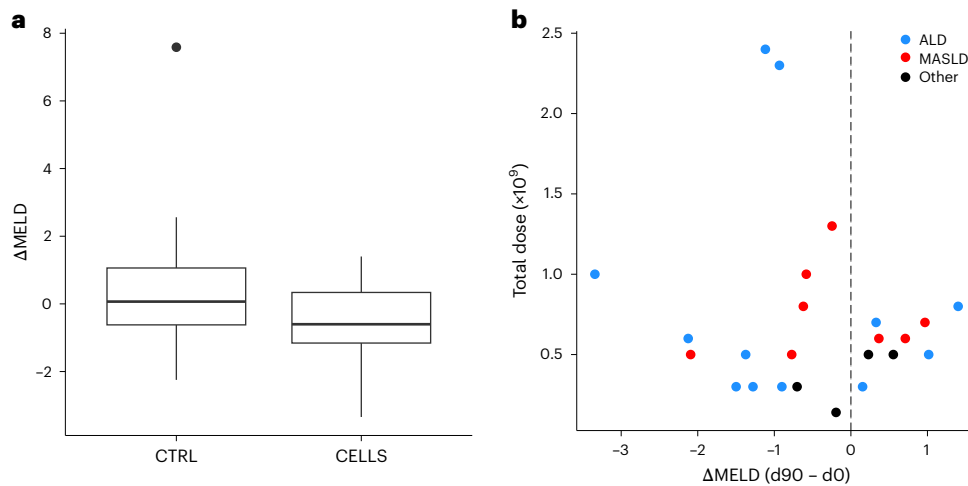 a
8
6
4
2
0
–2
ΔMELD
CTRL
CELLS
b
2.5
2.0
1.5
1.0
0.5
Total dose (×10⁹)
ALD
MASLD
Other
–3
–2
–1
0
1
ΔMELD (d90 – d0)